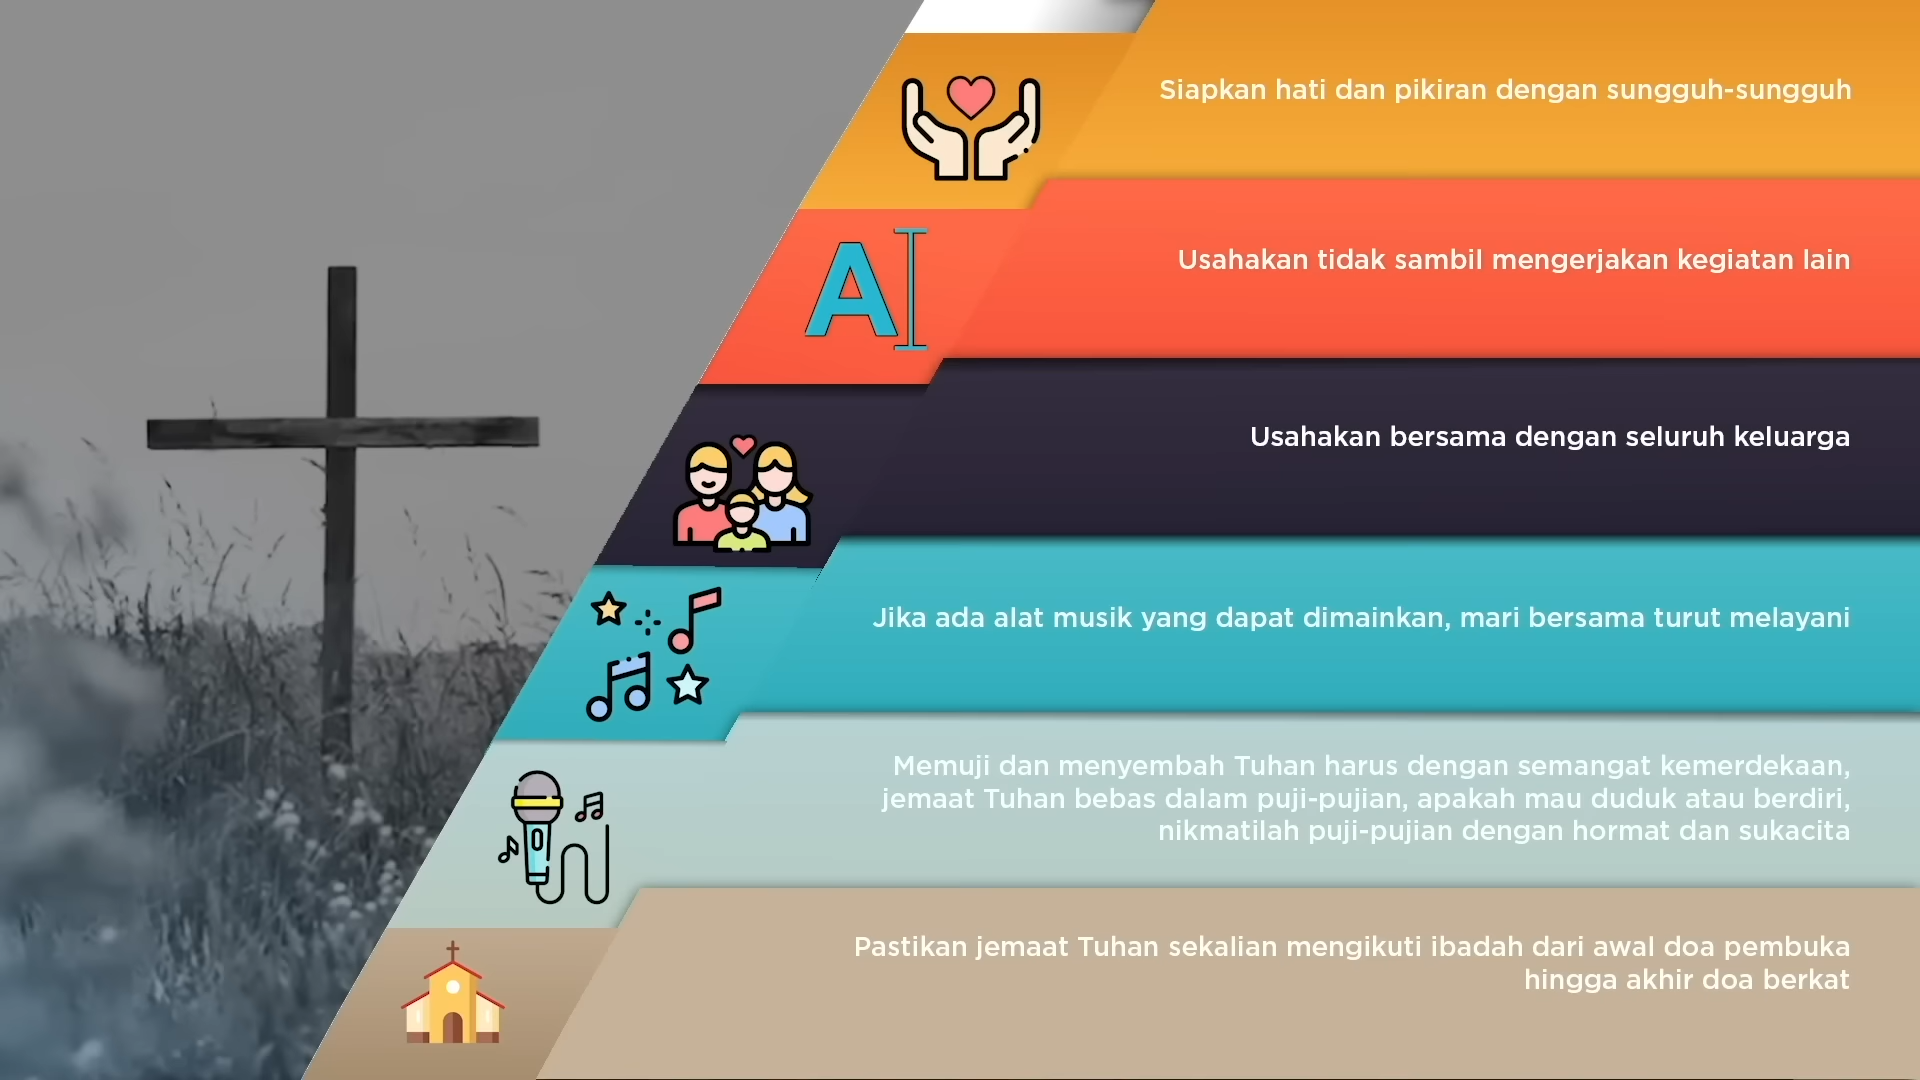 Siapkan hati dan pikiran dengan sungguh-sungguh
A
Usahakan tidak sambil mengerjakan kegiatan lain
Usahakan bersama dengan seluruh keluarga
Jika ada alat musik yang dapat dimainkan, mari bersama turut melayani
Memuji dan menyembah Tuhan harus dengan semangat kemerdekaan,
jemaat Tuhan bebas dalam puji-pujian, apakah mau duduk atau berdiri,
nikmatilah puji-pujian dengan hormat dan sukacita
Pastikan jemaat Tuhan sekalian mengikuti ibadah dari awal doa pembuka
hingga akhir doa berkat